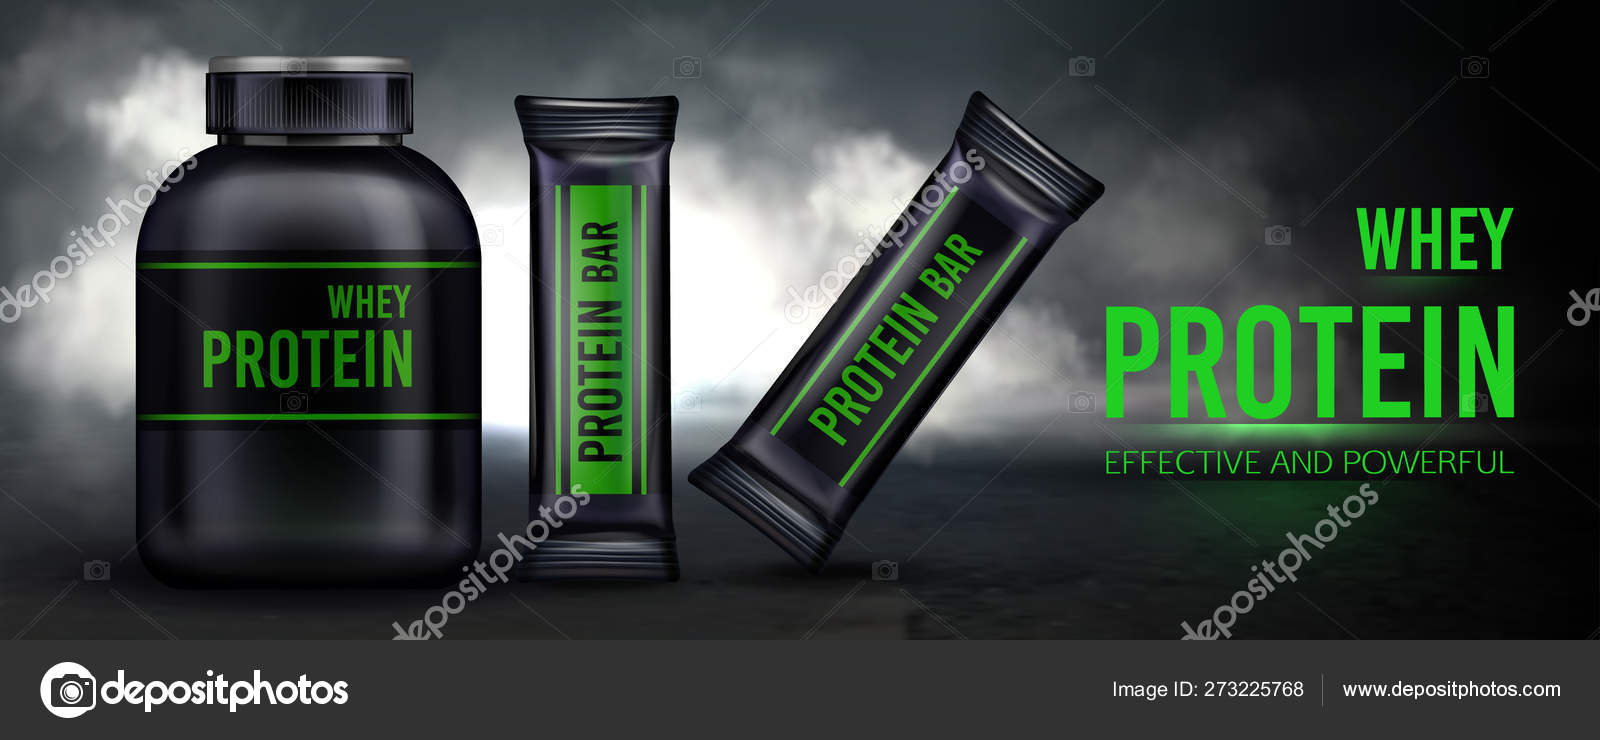 WHEY
PROTEIN
PROTEIN BAR
PROTEIN BAR
WHEY
PROTEIN
EFFECTIVE AND POWERFUL
depositphotos
depositphotos
depositphotos
depositphotos
depositphotos
depositphotos
Image ID: 273225768
www.depositphotos.com